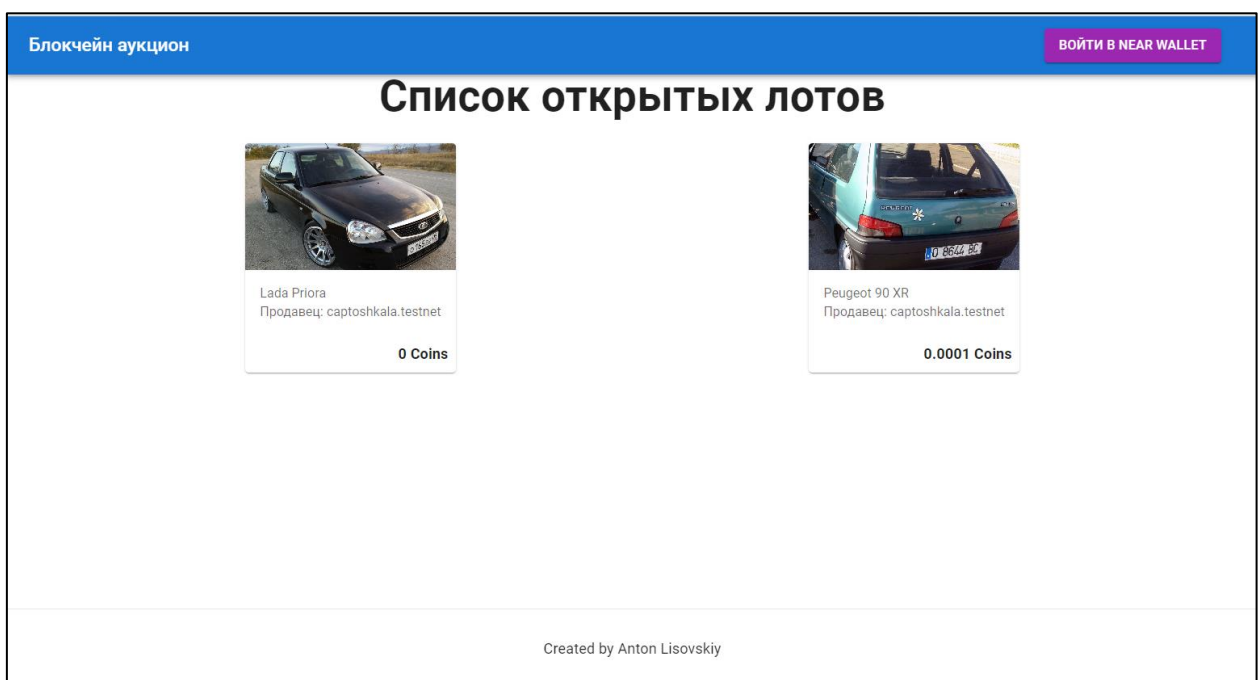 Блокчейн аукцион
ВОЙТИ В NEAR WALLET
Список открытых лотов
Lada Priora
Продавец: captoshkala.testnet
0 Coins
Peugeot 90 XR
Продавец: captoshkala.testnet
0.0001 Coins
Created by Anton Lisovskiy